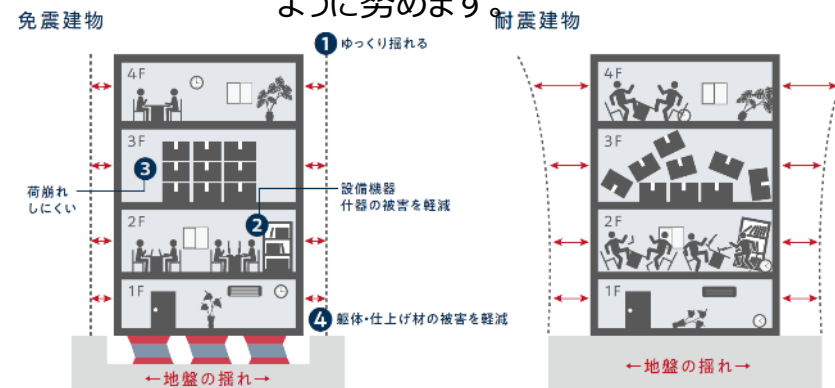 ように努めます。
免震建物
1 ゆっくり揺れる
4F
3F
3
荷崩れ
しにくい
設備機器
什器の被害を軽減
2
2F
1F
4 躯体・仕上げ材の被害を軽減
←地盤の揺れ→
耐震建物
4F
3F
2F
1F
←地盤の揺れ→